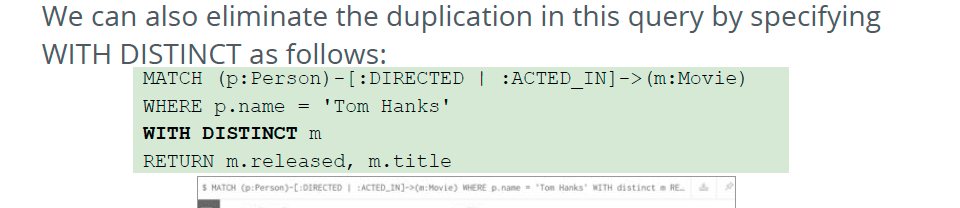 We can also eliminate the duplication in this query by specifying
WITH DISTINCT as follows:
MATCH (p:Person)-[:DIRECTED | :ACTED_IN]->(m:Movie)
WHERE p.name = 'Tom Hanks'
WITH DISTINCT m
RETURN m.released, m.title
$ MATCH (p:Person)-[:DIRECTED | :ACTED_IN]->(m:Movie) WHERE p.name = 'Tom Hanks' WITH distinct m RE…